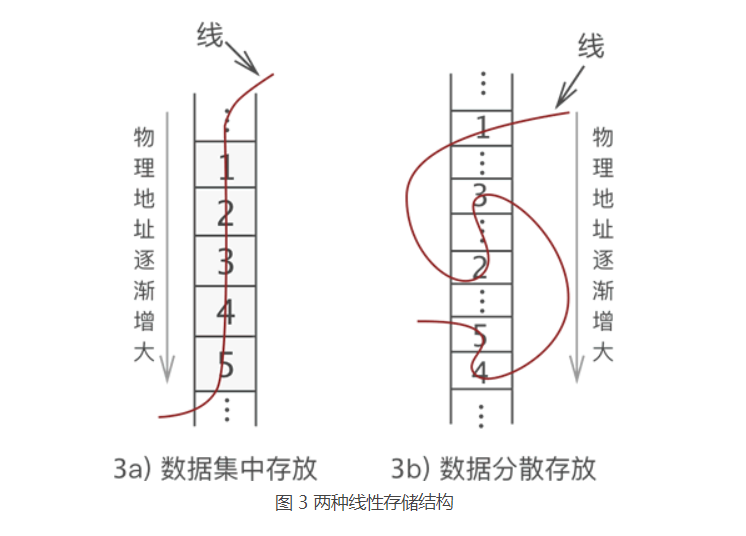 线
物理地址逐渐增大
⋮
1
2
3
4
5
⋮
3a) 数据集中存放
线
物理地址逐渐增大
⋮
1
⋮
3
⋮
2
⋮
5
4
⋮
3b) 数据分散存放
图 3 两种线性存储结构